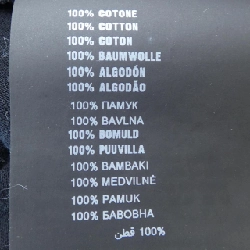 100% COTONE
100% COTTON
100% COTON
100% BAUMWOLLE
100% ALGODÓN
100% ALGODÃO
100% ПАМУК
100% BAVLNA
100% BOMULD
100% PUUVILLA
100% BAMBAKI
100% MEDVILNĖ
100% PAMUK
100% БАВОВНА
100% قطن